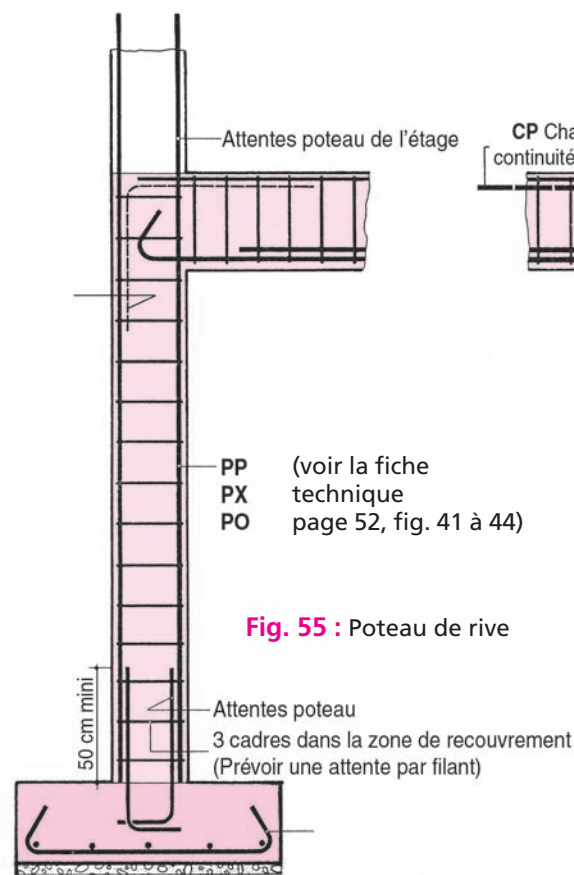 Attentes poteau de l'étage
CP Cha
continuité
PP (voir la fiche
PX technique
PO page 52, fig. 41 à 44)
Fig. 55 : Poteau de rive
50 cm mini
Attentes poteau
3 cadres dans la zone de recouvrement
(Prévoir une attente par filant)